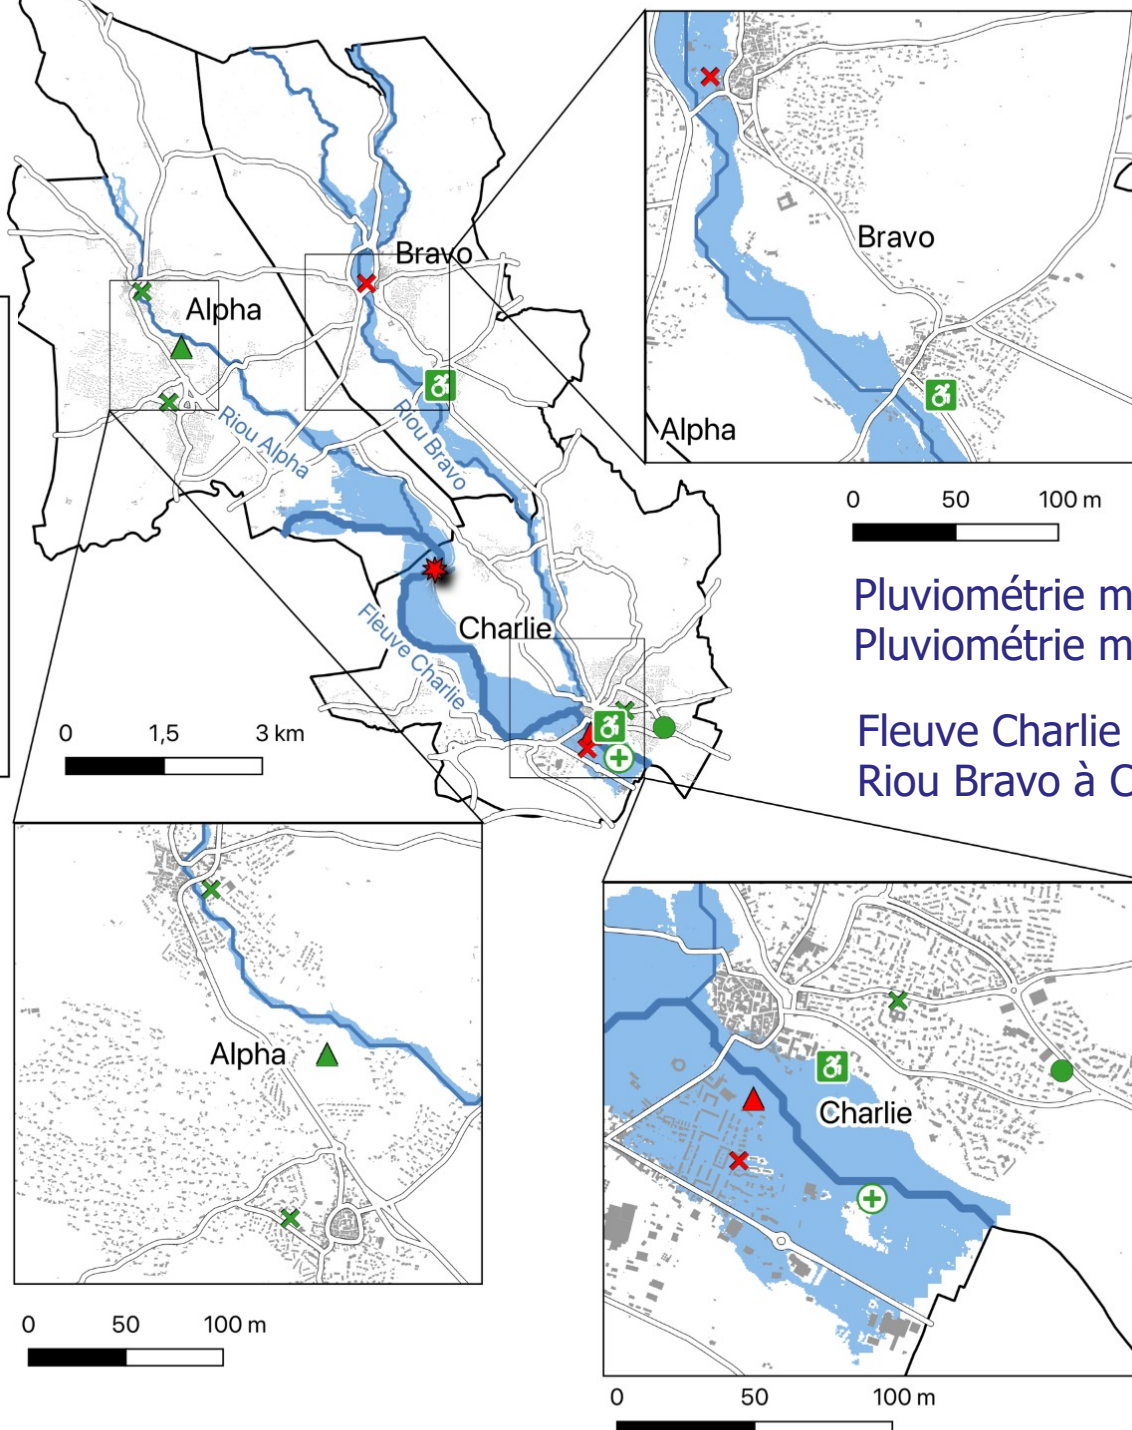 Bravo
Alpha
Riou Alpha
Riou Bravo
Fleuve Charlie
Charlie
0 1,5 3 km
Bravo
Alpha
0 50 100 m
Pluviométrie m
Pluviométrie m
Fleuve Charlie
Riou Bravo à C
Alpha
0 50 100 m
Charlie
0 50 100 m